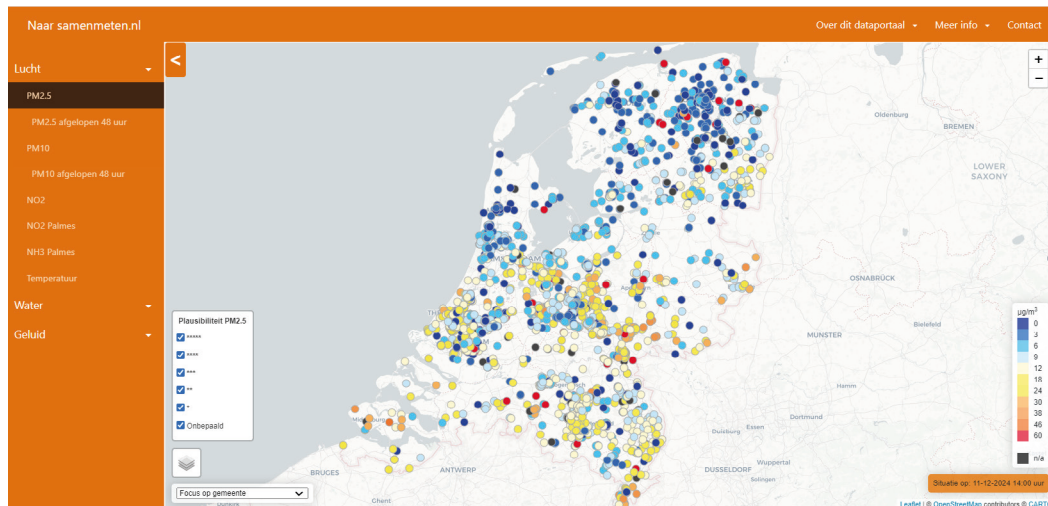 Naar samenmeten.nl
Over dit dataportaal
Meer info
Contact
Lucht
PM2.5
PM2.5 afgelopen 48 uur
PM10
PM10 afgelopen 48 uur
NO2
NO2 Palmes
NH3 Palmes
Temperatuur
Water
Geluid
<
+
−
Oldenburg
BREMEN
LOWER
SAXONY
OSNABRÜCK
MÜNSTER
Bielefeld
Hamm
Dortmund
Essen
Duisburg
Wuppertal
DÜSSELDORF
Solingen
BRUGES
ANTWERP
Ghent
Plausibiliteit PM2.5
*****
****
***
**
*
Onbepaald
Focus op gemeente
µg/m³
0
3
6
9
12
18
24
30
38
46
60
n/a
Situatie op: 11-12-2024 14:00 uur
Leaflet | © OpenStreetMap contributors © CARTO